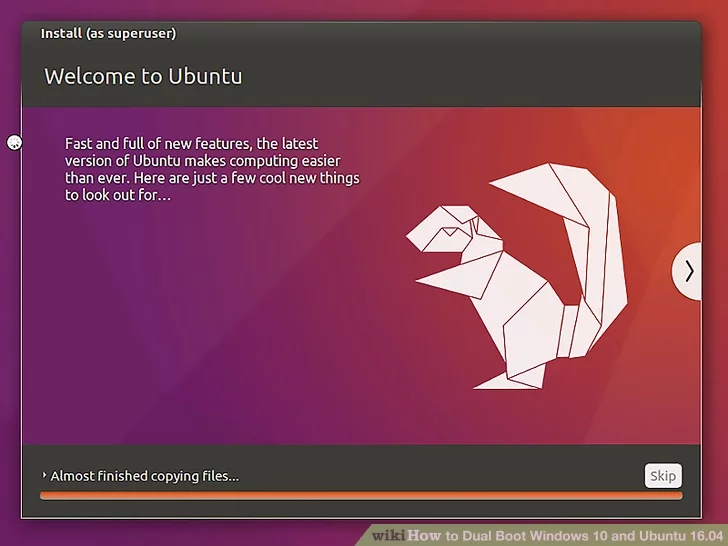 Install (as superuser)
Welcome to Ubuntu
Fast and full of new features, the latest
version of Ubuntu makes computing easier
than ever. Here are just a few cool new things
to look out for...
Almost finished copying files...
Skip
wikiHow to Dual Boot Windows 10 and Ubuntu 16.04